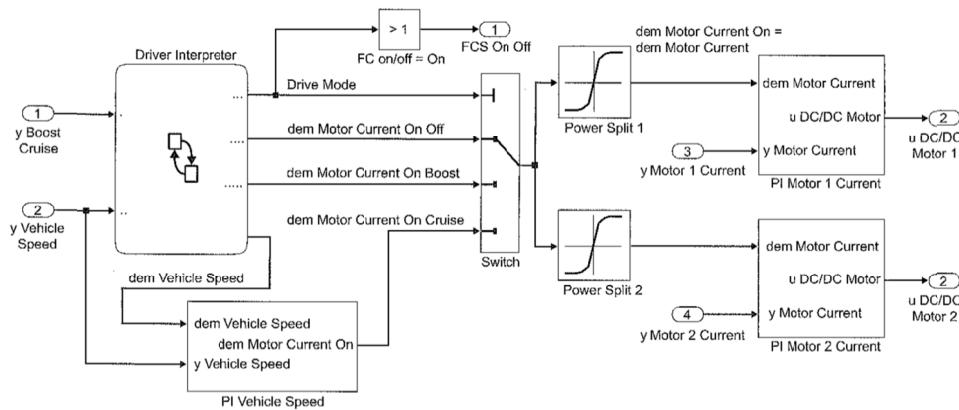 > 1
FC on/off = On
1
FCS On Off
dem Motor Current On =
dem Motor Current
Driver Interpreter
Drive Mode
dem Motor Current On Off
dem Motor Current On Boost
dem Motor Current On Cruise
1
y Boost
Cruise
2
y Vehicle
Speed
dem Vehicle Speed
dem Vehicle Speed
dem Motor Current On
y Vehicle Speed
PI Vehicle Speed
Switch
Power Split 1
dem Motor Current
u DC/DC Motor
y Motor Current
PI Motor 1 Current
3
y Motor 1 Current
2
u DC/DC
Motor 1
Power Split 2
dem Motor Current
u DC/DC Motor
y Motor Current
PI Motor 2 Current
4
y Motor 2 Current
2
u DC/DC
Motor 2